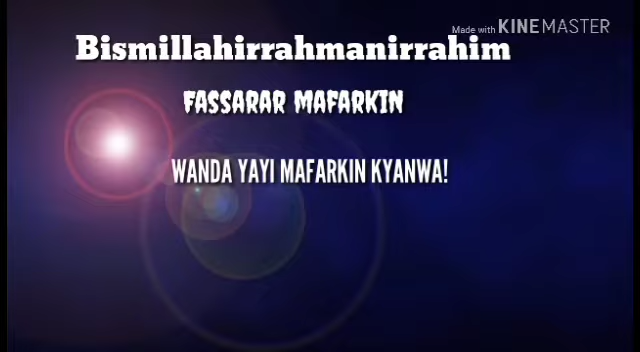 Made with KINEMASTER
Bismillahirrahmanirrahim
FASSARAR MAFARKIN
WANDA YAYI MAFARKIN KYANWA!